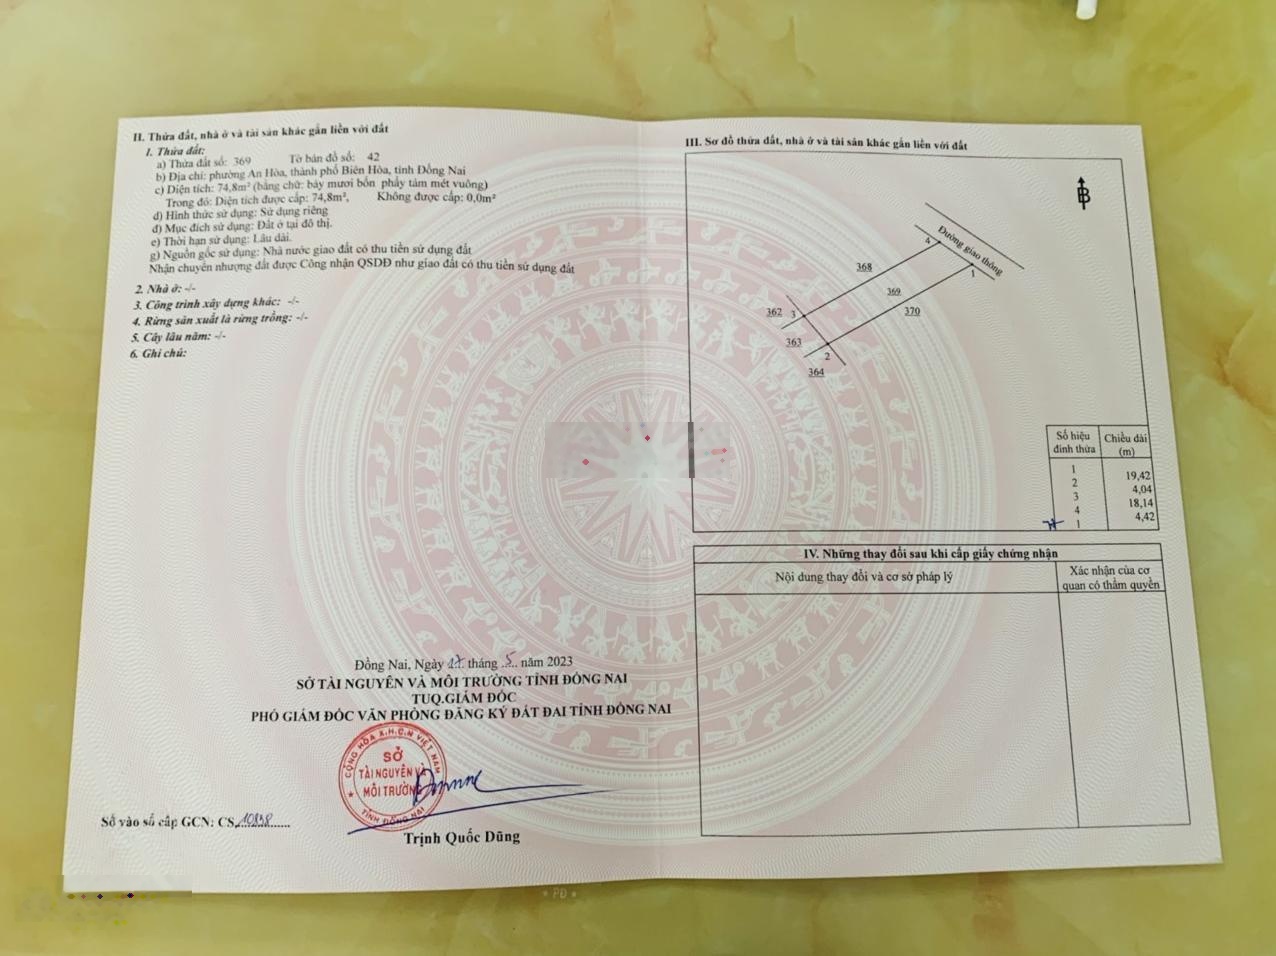 II. Thửa đất, nhà ở và tài sản khác gắn liền với đất
1. Thửa đất:
a) Thửa đất số: 369 Tờ bản đồ số: 42
b) Địa chỉ: phường An Hòa, thành phố Biên Hòa, tỉnh Đồng Nai
c) Diện tích: 74,8m² (bằng chữ: bảy mươi bốn phẩy tám mét vuông)
Trong đó: Diện tích được cấp: 74,8m², Không được cấp: 0,0m²
d) Hình thức sử dụng: Sử dụng riêng
đ) Mục đích sử dụng: Đất ở tại đô thị.
e) Thời hạn sử dụng: Lâu dài.
g) Nguồn gốc sử dụng: Nhà nước giao đất có thu tiền sử dụng đất
Nhận chuyển nhượng đất được Công nhận QSDĐ như giao đất có thu tiền sử dụng đất
2. Nhà ở: -/-
3. Công trình xây dựng khác: -/-
4. Rừng sản xuất là rừng trồng: -/-
5. Cây lâu năm: -/-
6. Ghi chú:
Đồng Nai, Ngày 17 tháng .5.. năm 2023
SỞ TÀI NGUYÊN VÀ MÔI TRƯỜNG TỈNH ĐỒNG NAI
TUQ.GIÁM ĐỐC
PHÓ GIÁM ĐỐC VĂN PHÒNG ĐĂNG KÝ ĐẤT ĐAI TỈNH ĐỒNG NAI
CỘNG HÒA X.H.C.N VIỆT NAM
SỞ
TÀI NGUYÊN VÀ
MÔI TRƯỜNG
TỈNH ĐỒNG NAI
Trịnh Quốc Dũng
Số vào sổ cấp GCN: CS.10838..........
III. Sơ đồ thửa đất, nhà ở và tài sản khác gắn liền với đất
B
Đường giao thông
4
1
368
369
370
362 3
363
2
364
Số hiệu đỉnh thửa Chiều dài (m)
1
19,42
2
4,04
3
18,14
4
4,42
1
IV. Những thay đổi sau khi cấp giấy chứng nhận
Nội dung thay đổi và cơ sở pháp lý
Xác nhận của cơ
quan có thẩm quyền
★ PĐ ★